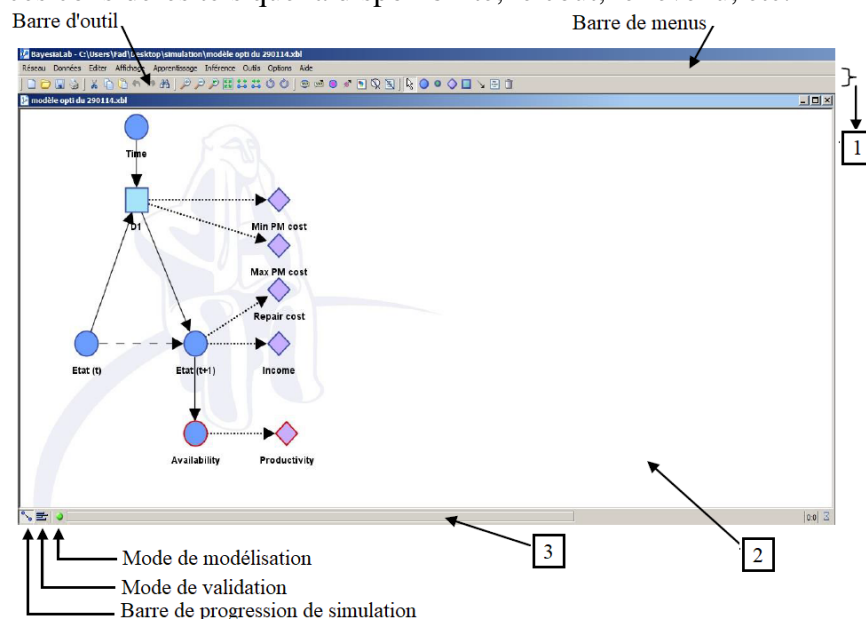 Barre d'outil
Barre de menus
BayesiaLab - C:\Users\Fad\Desktop\simulation\modèle opti du 290114.xbl
Réseau Données Editer Affichage Apprentissage Inférence Outils Options Aide
modèle opti du 290114.xbl
1
Time
D1
Min PM cost
Max PM cost
Repair cost
Etat (t)
Etat (t+1)
Income
Availability
Productivity
0:0
3
2
Mode de modélisation
Mode de validation
Barre de progression de simulation